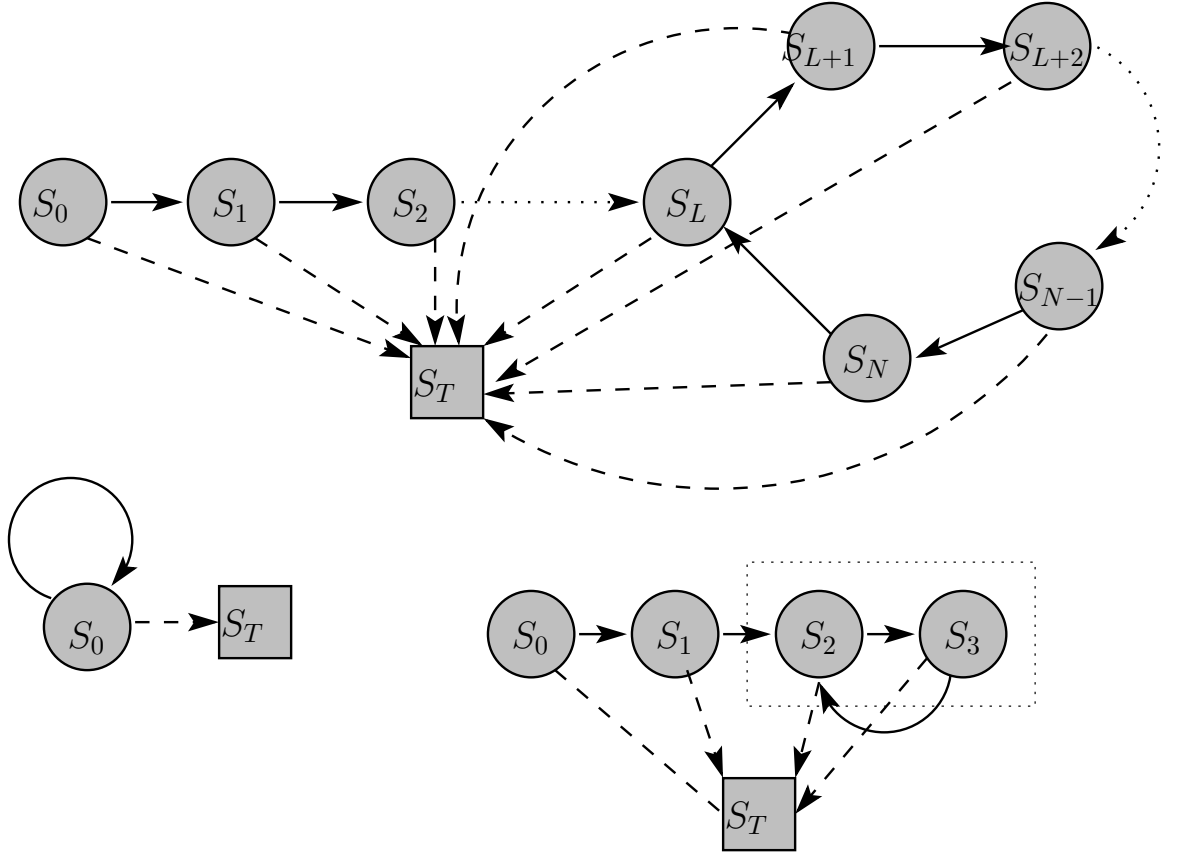 S_{L+1} S_{L+2}
S_0 S_1 S_2 S_L
S_{N−1}
S_N
S_T
S_0 S_T
S_0 S_1 S_2 S_3
S_T